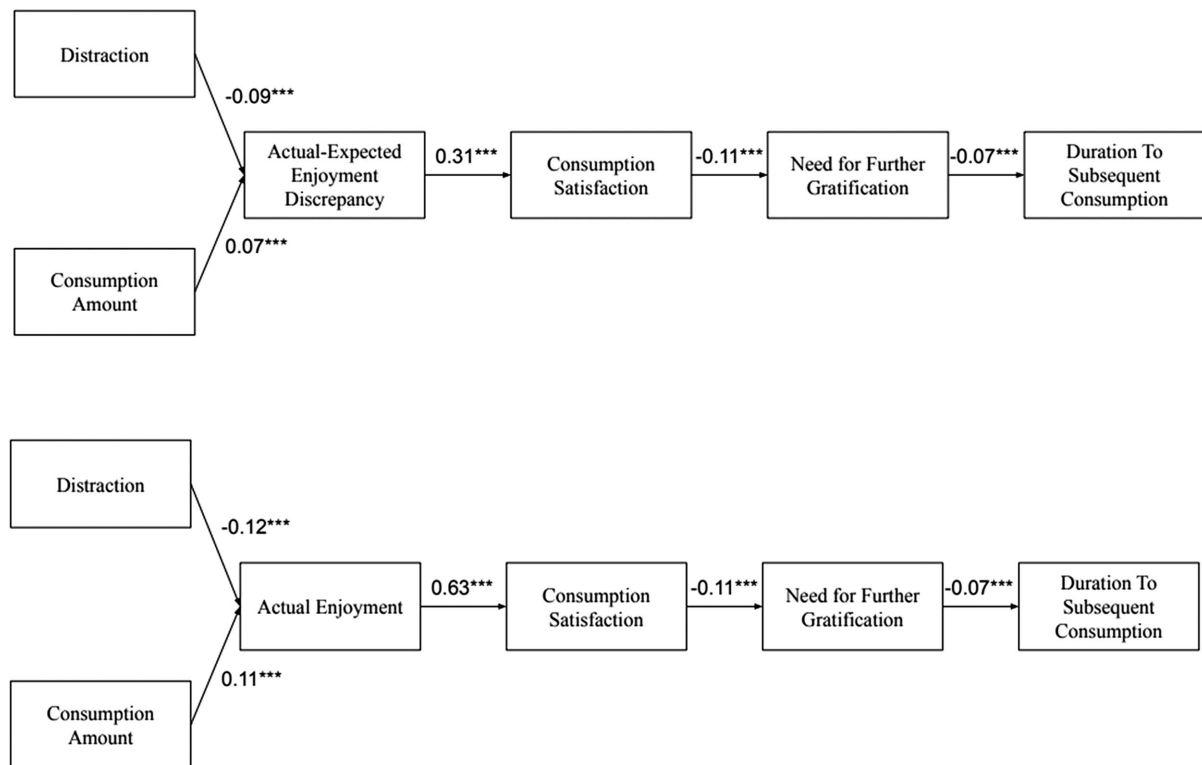 Distraction
-0.09***
Actual-Expected
Enjoyment
Discrepancy
0.31***
Consumption
Satisfaction
-0.11***
Need for Further
Gratification
-0.07***
Duration To
Subsequent
Consumption
0.07***
Consumption
Amount
Distraction
-0.12***
Actual Enjoyment
0.63***
Consumption
Satisfaction
-0.11***
Need for Further
Gratification
-0.07***
Duration To
Subsequent
Consumption
0.11***
Consumption
Amount